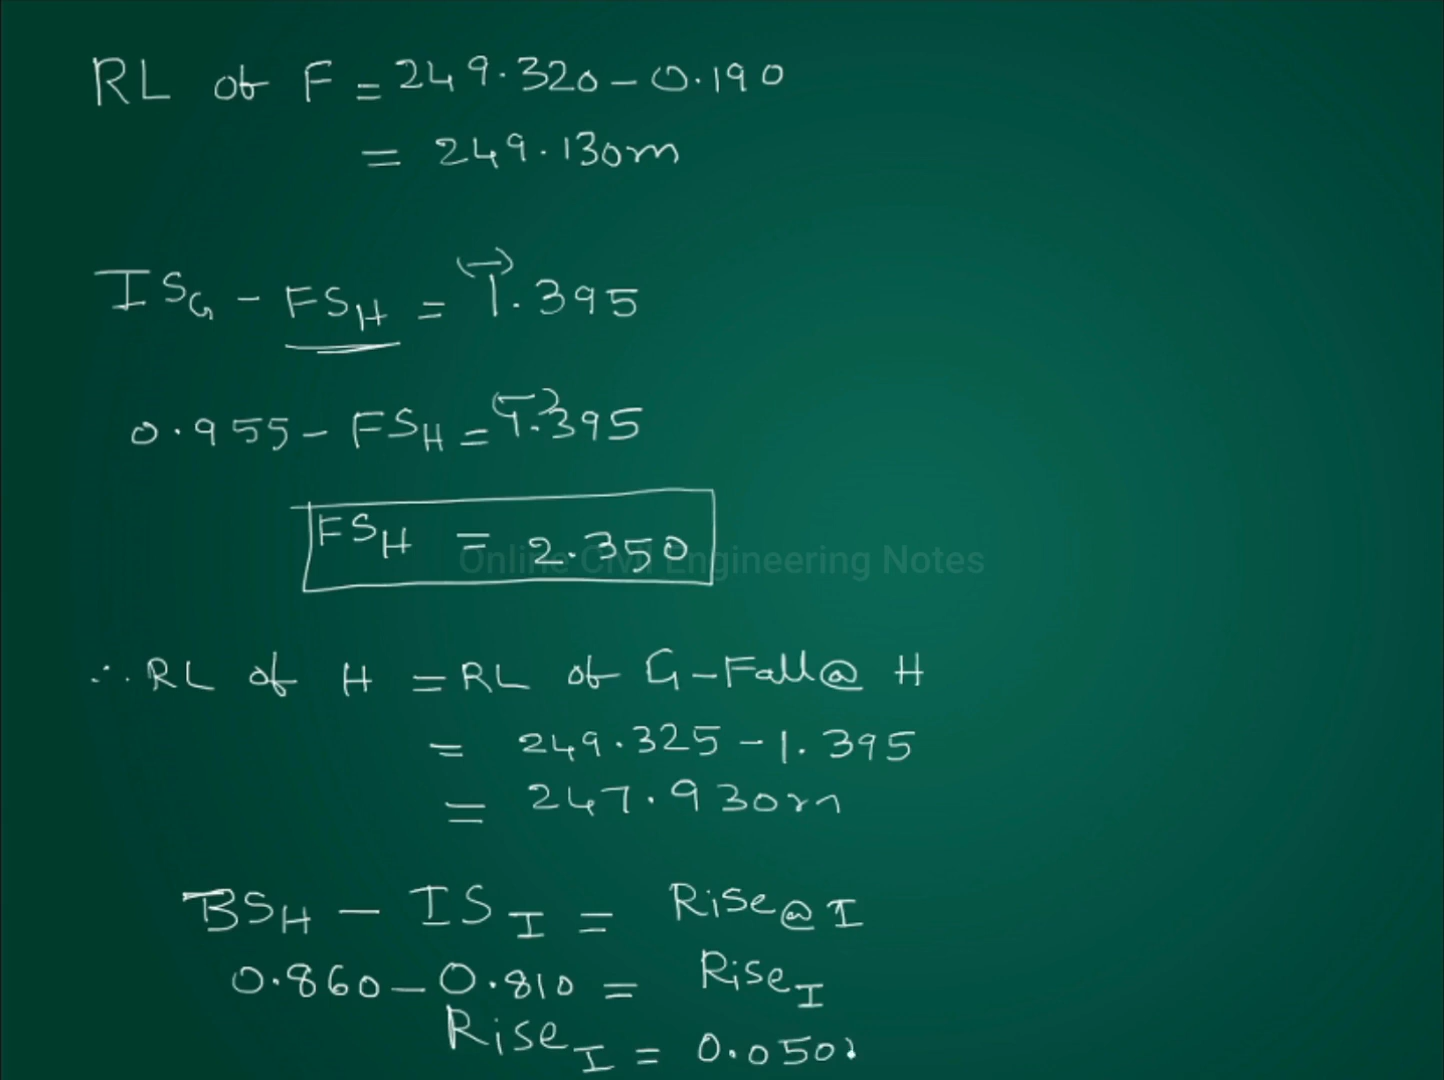 RL of F = 249.320 - 0.190
= 249.130m
IS_G - FS_H = (-)1.395
0.955 - FS_H = (-)1.395
FS_H = 2.350
Online Civil Engineering Notes
∴ RL of H = RL of G - Fall @ H
= 249.325 - 1.395
= 247.930m
BS_H - IS_I = Rise @ I
0.860 - 0.810 = Rise_I
Rise_I = 0.050